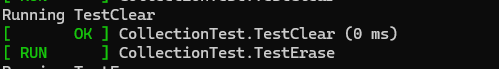 Running TestClear
[       OK ] CollectionTest.TestClear (0 ms)
[ RUN      ] CollectionTest.TestErase